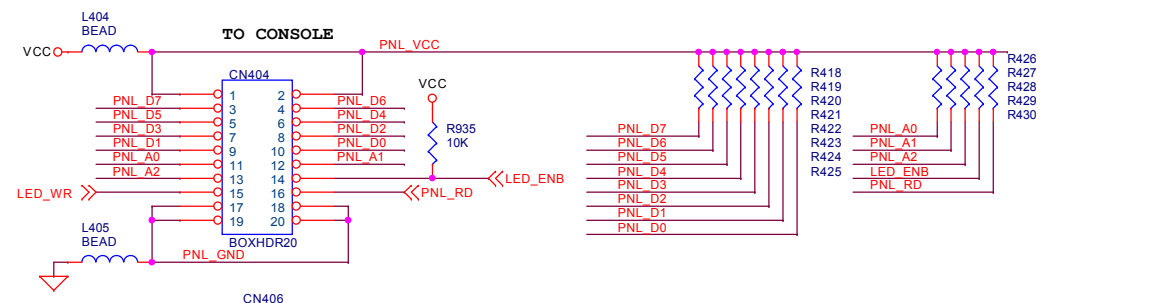 L404
BEAD
VCC
TO CONSOLE
PNL_VCC
CN404
1 2
PNL_D7 3 4 PNL_D6
PNL_D5 5 6 PNL_D4
PNL_D3 7 8 PNL_D2
PNL_D1 9 10 PNL_D0
PNL_A0 11 12 PNL_A1
PNL_A2 13 14 LED_ENB
LED_WR 15 16 PNL_RD
17 18
19 20
BOXHDR20
VCC
R935
10K
L405
BEAD
PNL_GND
CN406
R418
R419
R420
R421
R422
R423
R424
R425
PNL_D7
PNL_D6
PNL_D5
PNL_D4
PNL_D3
PNL_D2
PNL_D1
PNL_D0
R426
R427
R428
R429
R430
PNL_A0
PNL_A1
PNL_A2
LED_ENB
PNL_RD